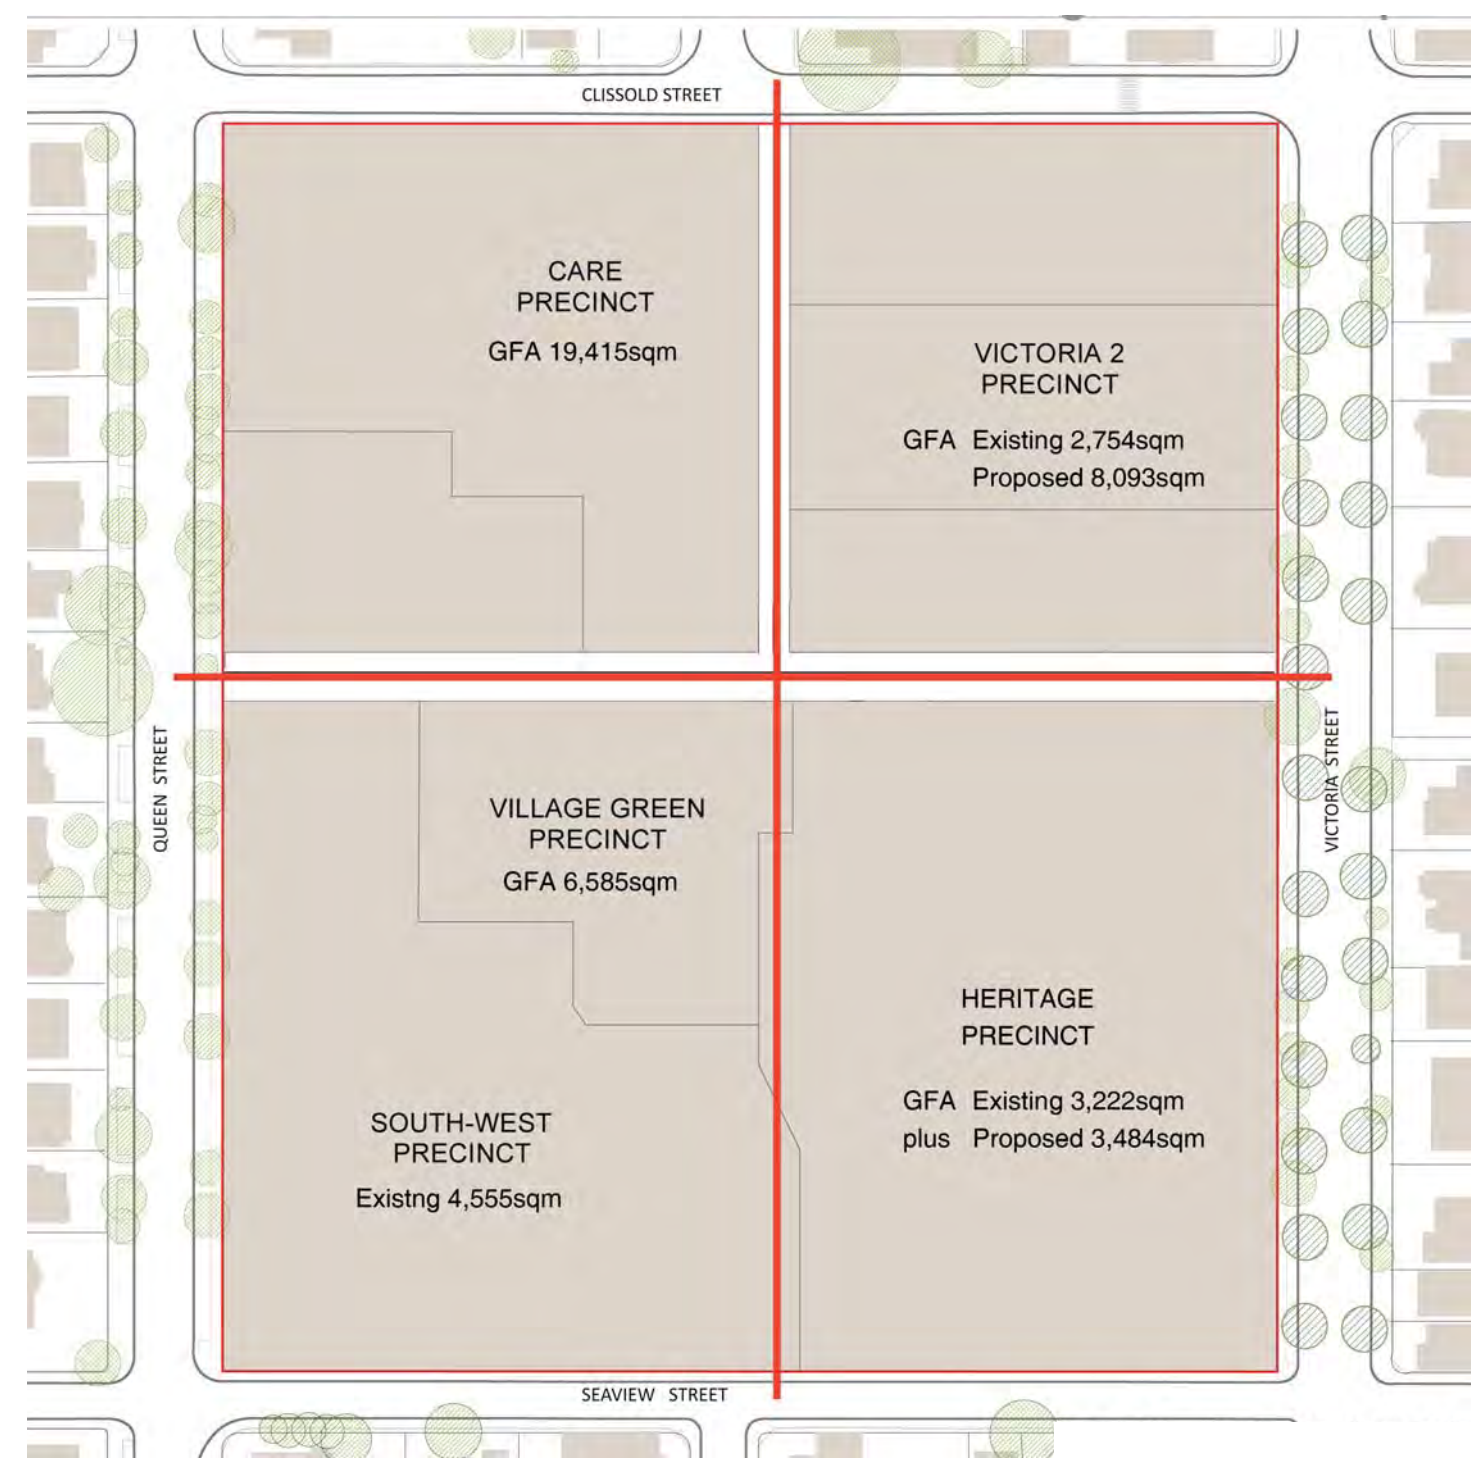 CLISSOLD STREET
CARE
PRECINCT
GFA 19,415sqm
VICTORIA 2
PRECINCT
GFA Existing 2,754sqm
Proposed 8,093sqm
QUEEN STREET
VICTORIA STREET
VILLAGE GREEN
PRECINCT
GFA 6,585sqm
HERITAGE
PRECINCT
GFA Existing 3,222sqm
plus Proposed 3,484sqm
SOUTH-WEST
PRECINCT
Existng 4,555sqm
SEAVIEW STREET